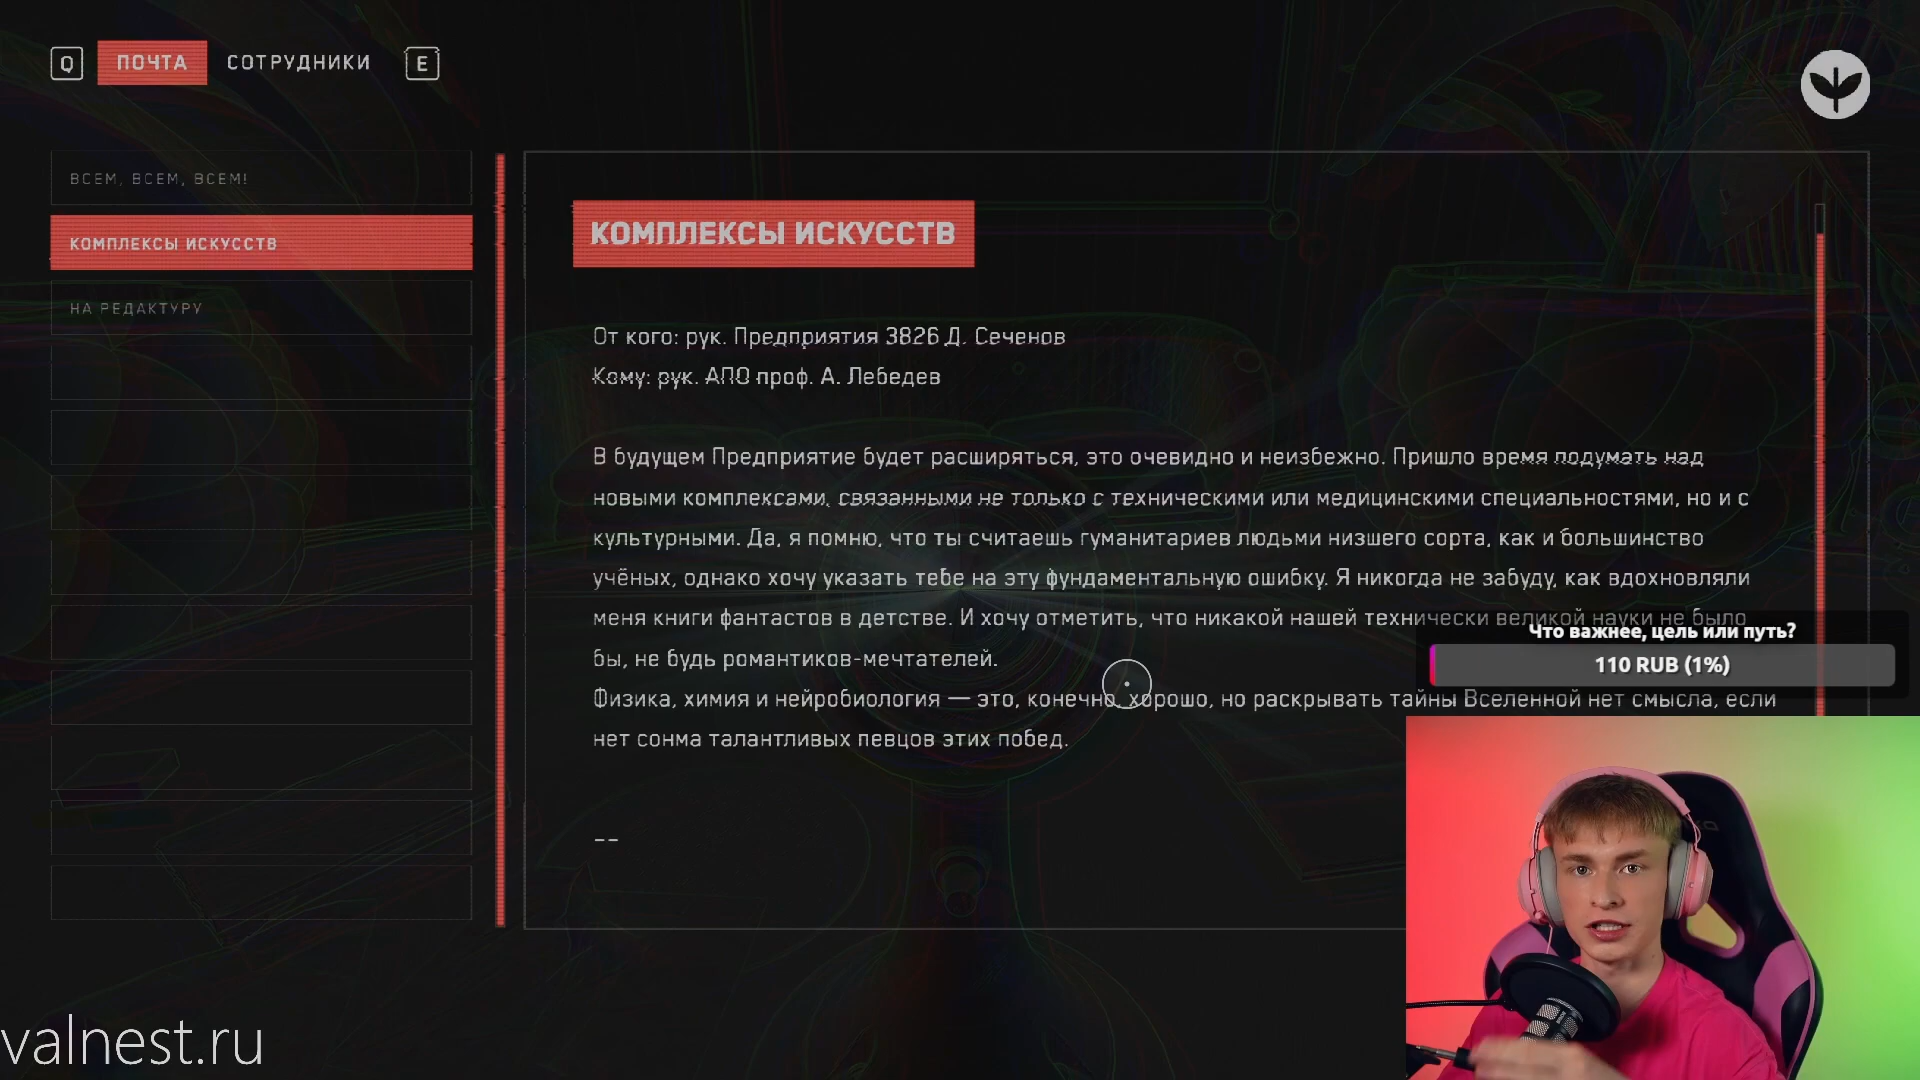 Q ПОЧТА СОТРУДНИКИ E
ВСЕМ, ВСЕМ, ВСЕМ!
КОМПЛЕКСЫ ИСКУССТВ
НА РЕДАКТУРУ
КОМПЛЕКСЫ ИСКУССТВ
От кого: рук. Предприятия 3826 Д. Сеченов
Кому: рук. АПО проф. А. Лебедев
В будущем Предприятие будет расширяться, это очевидно и неизбежно. Пришло время подумать над
новыми комплексами, связанными не только с техническими или медицинскими специальностями, но и с
культурными. Да, я помню, что ты считаешь гуманитариев людьми низшего сорта, как и большинство
учёных, однако хочу указать тебе на эту фундаментальную ошибку. Я никогда не забуду, как вдохновляли
меня книги фантастов в детстве. И хочу отметить, что никакой нашей технически великой науки не было
бы, не будь романтиков-мечтателей.
Физика, химия и нейробиология — это, конечно, хорошо, но раскрывать тайны Вселенной нет смысла, если
нет сонма талантливых певцов этих побед.
--
Что важнее, цель или путь?
110 RUB (1%)
valnest.ru